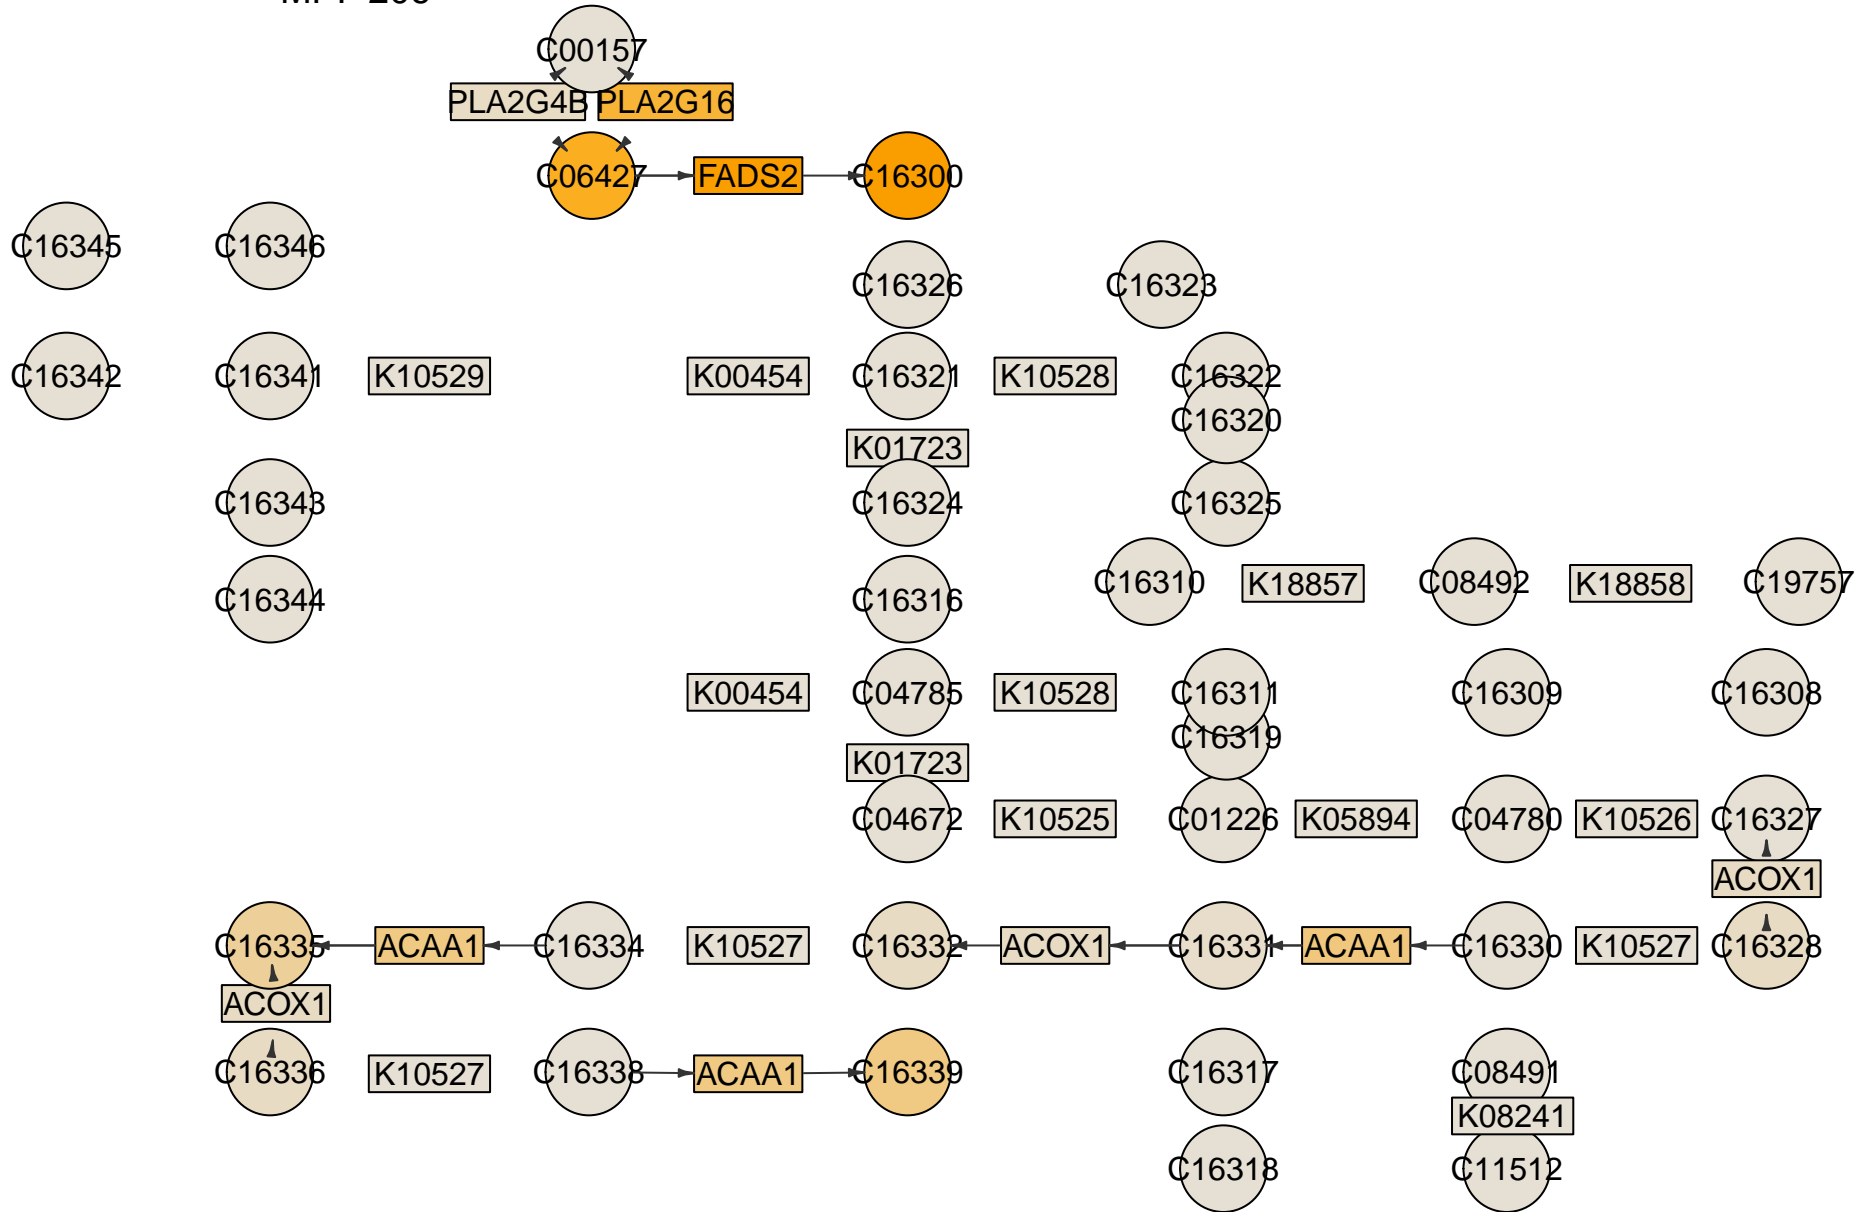 C00157
PLA2G4B PLA2G16
C06427 FADS2 C16300
C16345 C16346
C16326 C16323
C16342 C16341 K10529 K00454 C16321 K10528 C16322
C16320
K01723
C16343 C16324 C16325
C16310 K18857 C08492 K18858 C19757
C16344 C16316
K00454 C04785 K10528 C16311 C16309 C16308
C16319
K01723
C04672 K10525 C01226 K05894 C04780 K10526 C16327
ACOX1
C16335 ACAA1 C16334 K10527 C16332 ACOX1 C16331 ACAA1 C16330 K10527 C16328
ACOX1
C16336 K10527 C16338 ACAA1 C16339 C16317 C08491
K08241
C16318 C11512